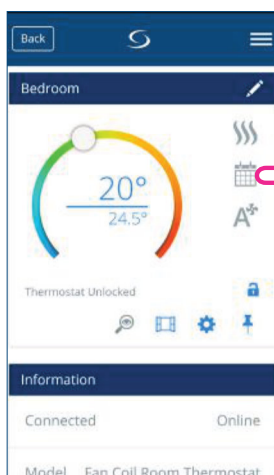 Back
Bedroom
20°
24.5°
A
Thermostat Unlocked
Information
Connected Online
Model Fan Coil Room Thermostat